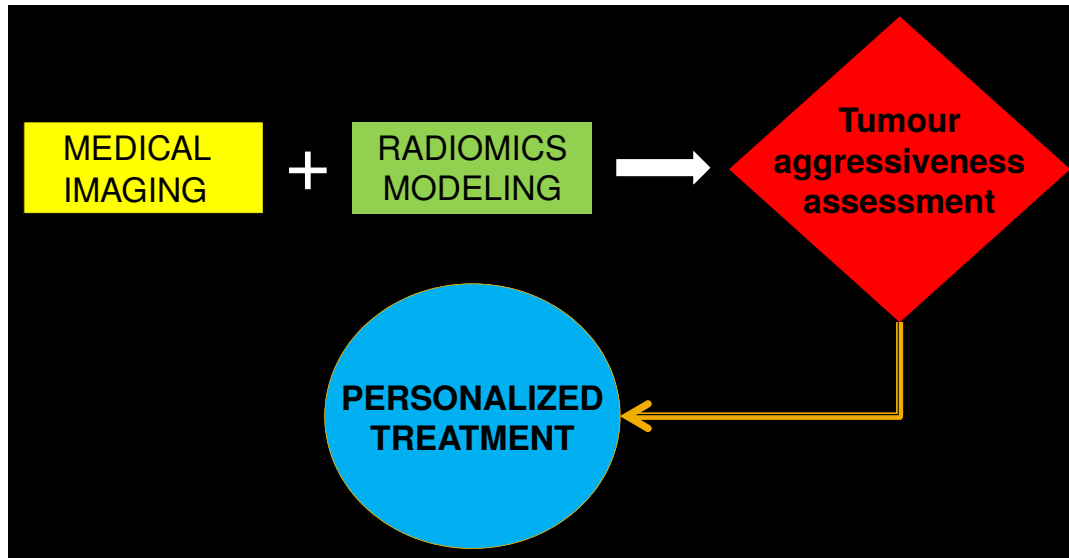 MEDICAL
IMAGING
+
RADIOMICS
MODELING
Tumour
aggressiveness
assessment
PERSONALIZED
TREATMENT